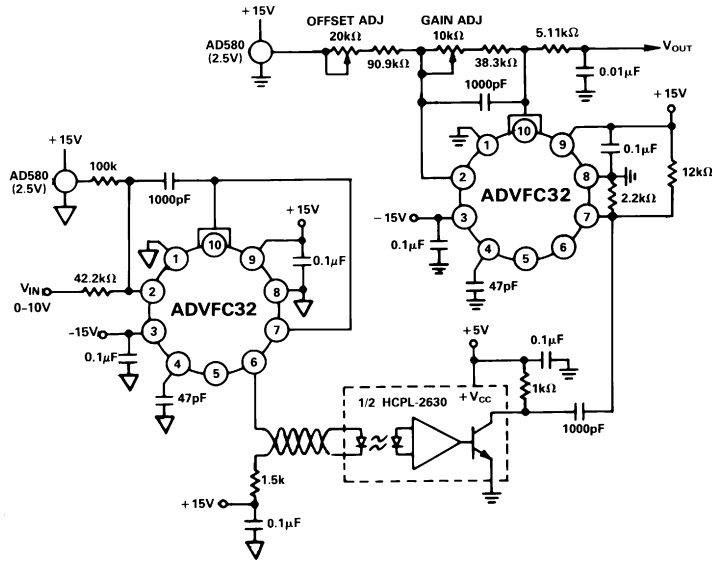 +15V
AD580
(2.5V)
OFFSET ADJ
20kΩ
90.9kΩ
GAIN ADJ
10kΩ
38.3kΩ
5.11kΩ
VOUT
0.01µF
1000pF
+15V
0.1µF
12kΩ
2.2kΩ
1
10
9
2
8
ADVFC32
3
7
4
5
6
-15V
0.1µF
47pF
+15V
AD580
(2.5V)
100k
1000pF
+15V
0.1µF
1
10
9
VIN
0-10V
42.2kΩ
2
8
ADVFC32
-15V
3
7
0.1µF
4
5
6
47pF
+5V
0.1µF
1kΩ
1/2 HCPL-2630
+VCC
1000pF
1.5k
+15V
0.1µF